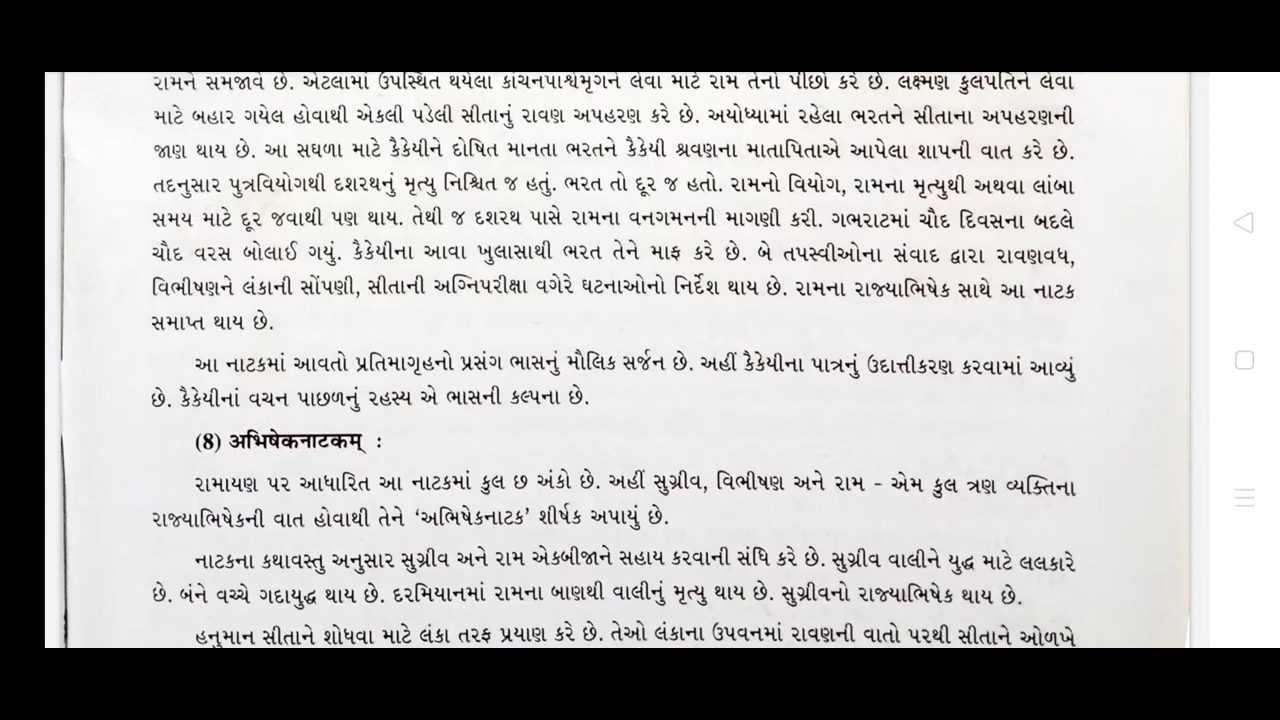 રામને સમજાવે છે. એટલામાં ઉપસ્થિત થયેલા કાંચનપાર્શ્વમૃગને લેવા માટે રામ તેનો પીછો કરે છે. લક્ષ્મણ કુલપતિને લેવા
માટે બહાર ગયેલ હોવાથી એકલી પડેલી સીતાનું રાવણ અપહરણ કરે છે. અયોધ્યામાં રહેલા ભરતને સીતાના અપહરણની
જાણ થાય છે. આ સઘળા માટે કૈકેયીને દોષિત માનતા ભરતને કૈકેયી શ્રવણના માતાપિતાએ આપેલા શાપની વાત કરે છે.
તદનુસાર પુત્રવિયોગથી દશરથનું મૃત્યુ નિશ્ચિત જ હતું. ભરત તો દૂર જ હતો. રામનો વિયોગ, રામના મૃત્યુથી અથવા લાંબા
સમય માટે દૂર જવાથી પણ થાય. તેથી જ દશરથ પાસે રામના વનગમનની માગણી કરી. ગભરાટમાં ચૌદ દિવસના બદલે
ચૌદ વરસ બોલાઈ ગયું. કૈકેયીના આવા ખુલાસાથી ભરત તેને માફ કરે છે. બે તપસ્વીઓના સંવાદ દ્વારા રાવણવધ,
વિભીષણને લંકાની સોંપણી, સીતાની અગ્નિપરીક્ષા વગેરે ઘટનાઓનો નિર્દેશ થાય છે. રામના રાજ્યાભિષેક સાથે આ નાટક
સમાપ્ત થાય છે.
આ નાટકમાં આવતો પ્રતિમાગૃહનો પ્રસંગ ભાસનું મૌલિક સર્જન છે. અહીં કૈકેયીના પાત્રનું ઉદાત્તીકરણ કરવામાં આવ્યું
છે. કૈકેયીનાં વચન પાછળનું રહસ્ય એ ભાસની કલ્પના છે.
(8) अभिषेकनाटकम् :
રામાયણ પર આધારિત આ નાટકમાં કુલ છ અંકો છે. અહીં સુગ્રીવ, વિભીષણ અને રામ - એમ કુલ ત્રણ વ્યક્તિના
રાજ્યાભિષેકની વાત હોવાથી તેને ‘અભિષેકનાટક’ શીર્ષક અપાયું છે.
નાટકના કથાવસ્તુ અનુસાર સુગ્રીવ અને રામ એકબીજાને સહાય કરવાની સંધિ કરે છે. સુગ્રીવ વાલીને યુદ્ધ માટે લલકારે
છે. બંને વચ્ચે ગદાયુદ્ધ થાય છે. દરમિયાનમાં રામના બાણથી વાલીનું મૃત્યુ થાય છે. સુગ્રીવનો રાજ્યાભિષેક થાય છે.
હનુમાન સીતાને શોધવા માટે લંકા તરફ પ્રયાણ કરે છે. તેઓ લંકાના ઉપવનમાં રાવણની વાતો પરથી સીતાને ઓળખે